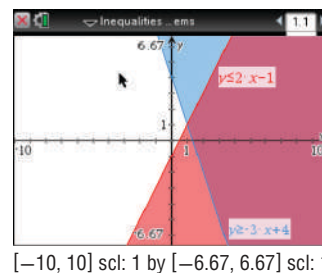 Inequalities ...ems
1.1
6.67
y
y≤2·x−1
1
-10
1
10
y≥-3·x+4
-6.67
[−10, 10] scl: 1 by [−6.67, 6.67] scl: 1